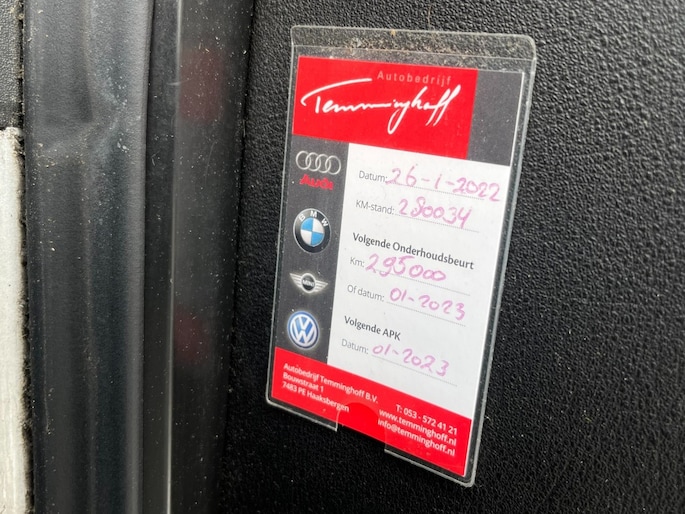 Autobedrijf
Temminghoff
Audi
BMW
MINI
Datum: 26-1-2022
KM-stand: 280034
Volgende Onderhoudsbeurt
Km: 295000
Of datum: 01-2023
Volgende APK
Datum: 01-2023
Autobedrijf Temminghoff B.V.
Bouwstraat 1
7483 PE Haaksbergen
T: 053 - 572 41 21
www.temminghoff.nl
info@temminghoff.nl